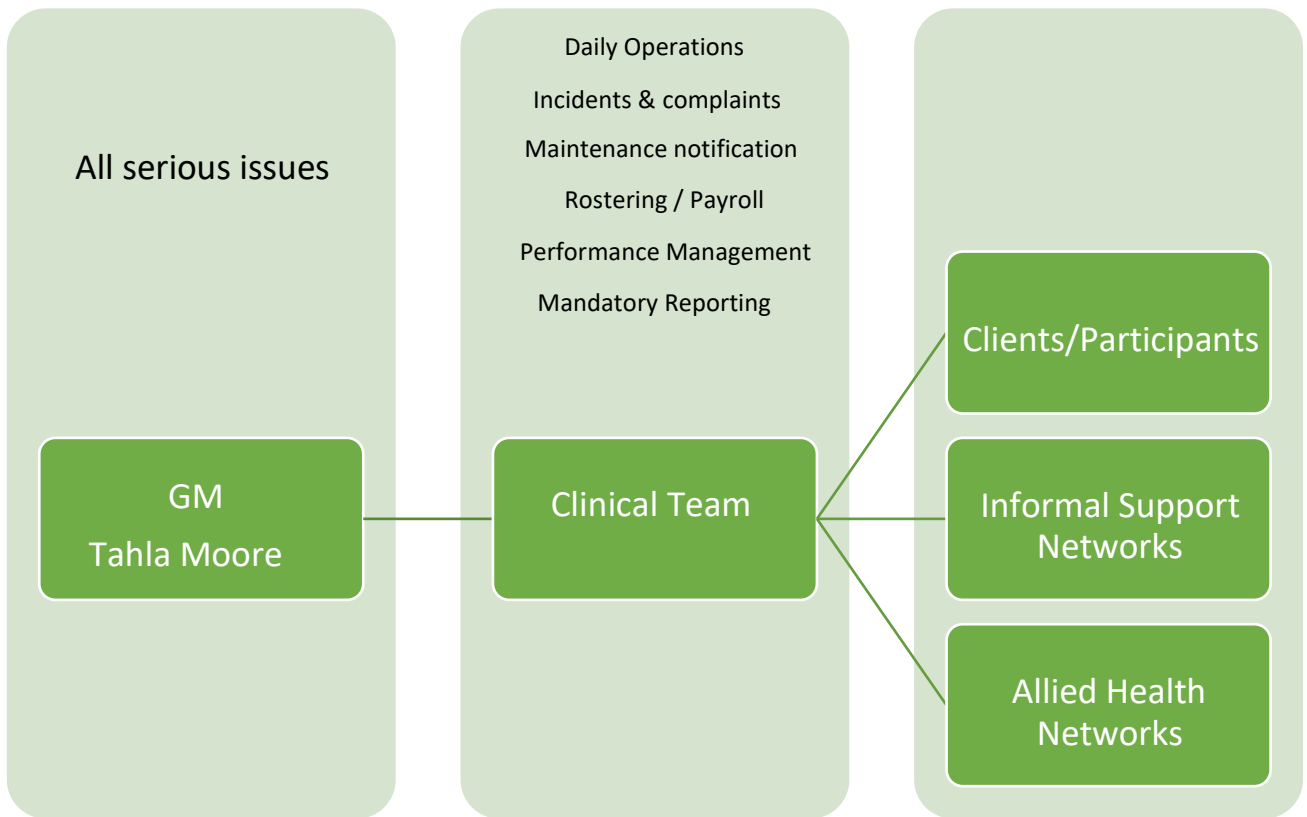 All serious issues
GM
Tahla Moore
Daily Operations
Incidents & complaints
Maintenance notification
Rostering / Payroll
Performance Management
Mandatory Reporting
Clinical Team
Clients/Participants
Informal Support
Networks
Allied Health
Networks